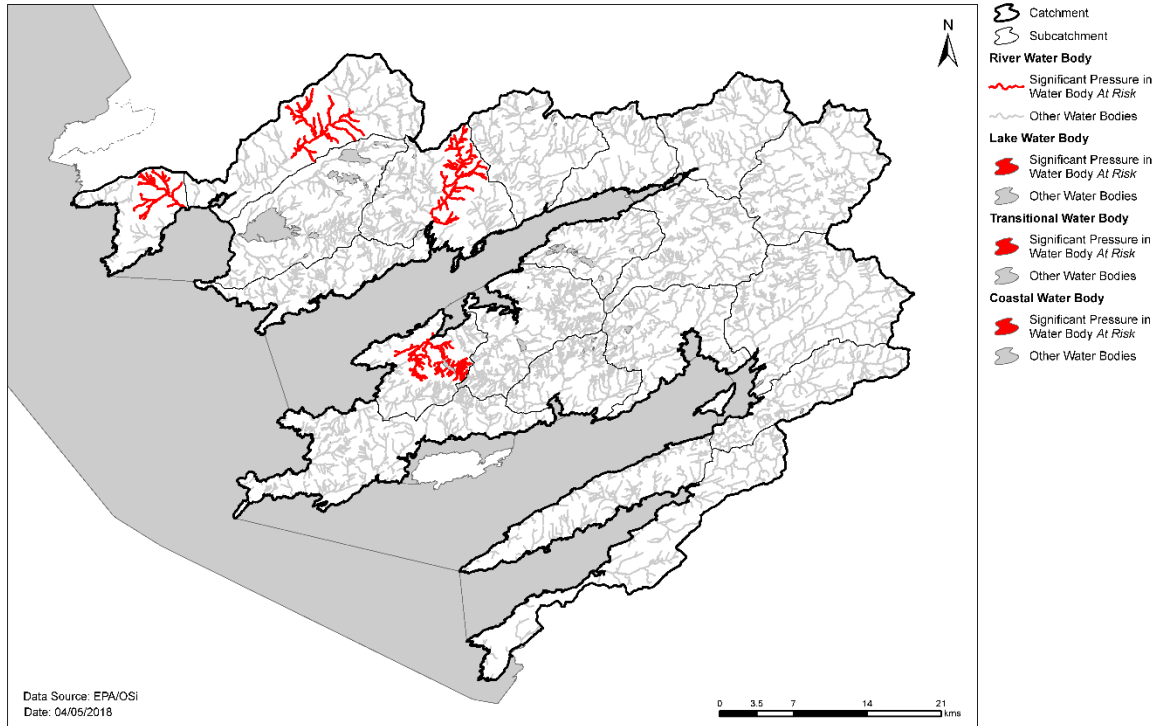 N
Data Source: EPA/OSi
Date: 04/05/2018
0 3.5 7 14 21
kms
Catchment
Subcatchment
River Water Body
Significant Pressure in
Water Body At Risk
Other Water Bodies
Lake Water Body
Significant Pressure in
Water Body At Risk
Other Water Bodies
Transitional Water Body
Significant Pressure in
Water Body At Risk
Other Water Bodies
Coastal Water Body
Significant Pressure in
Water Body At Risk
Other Water Bodies